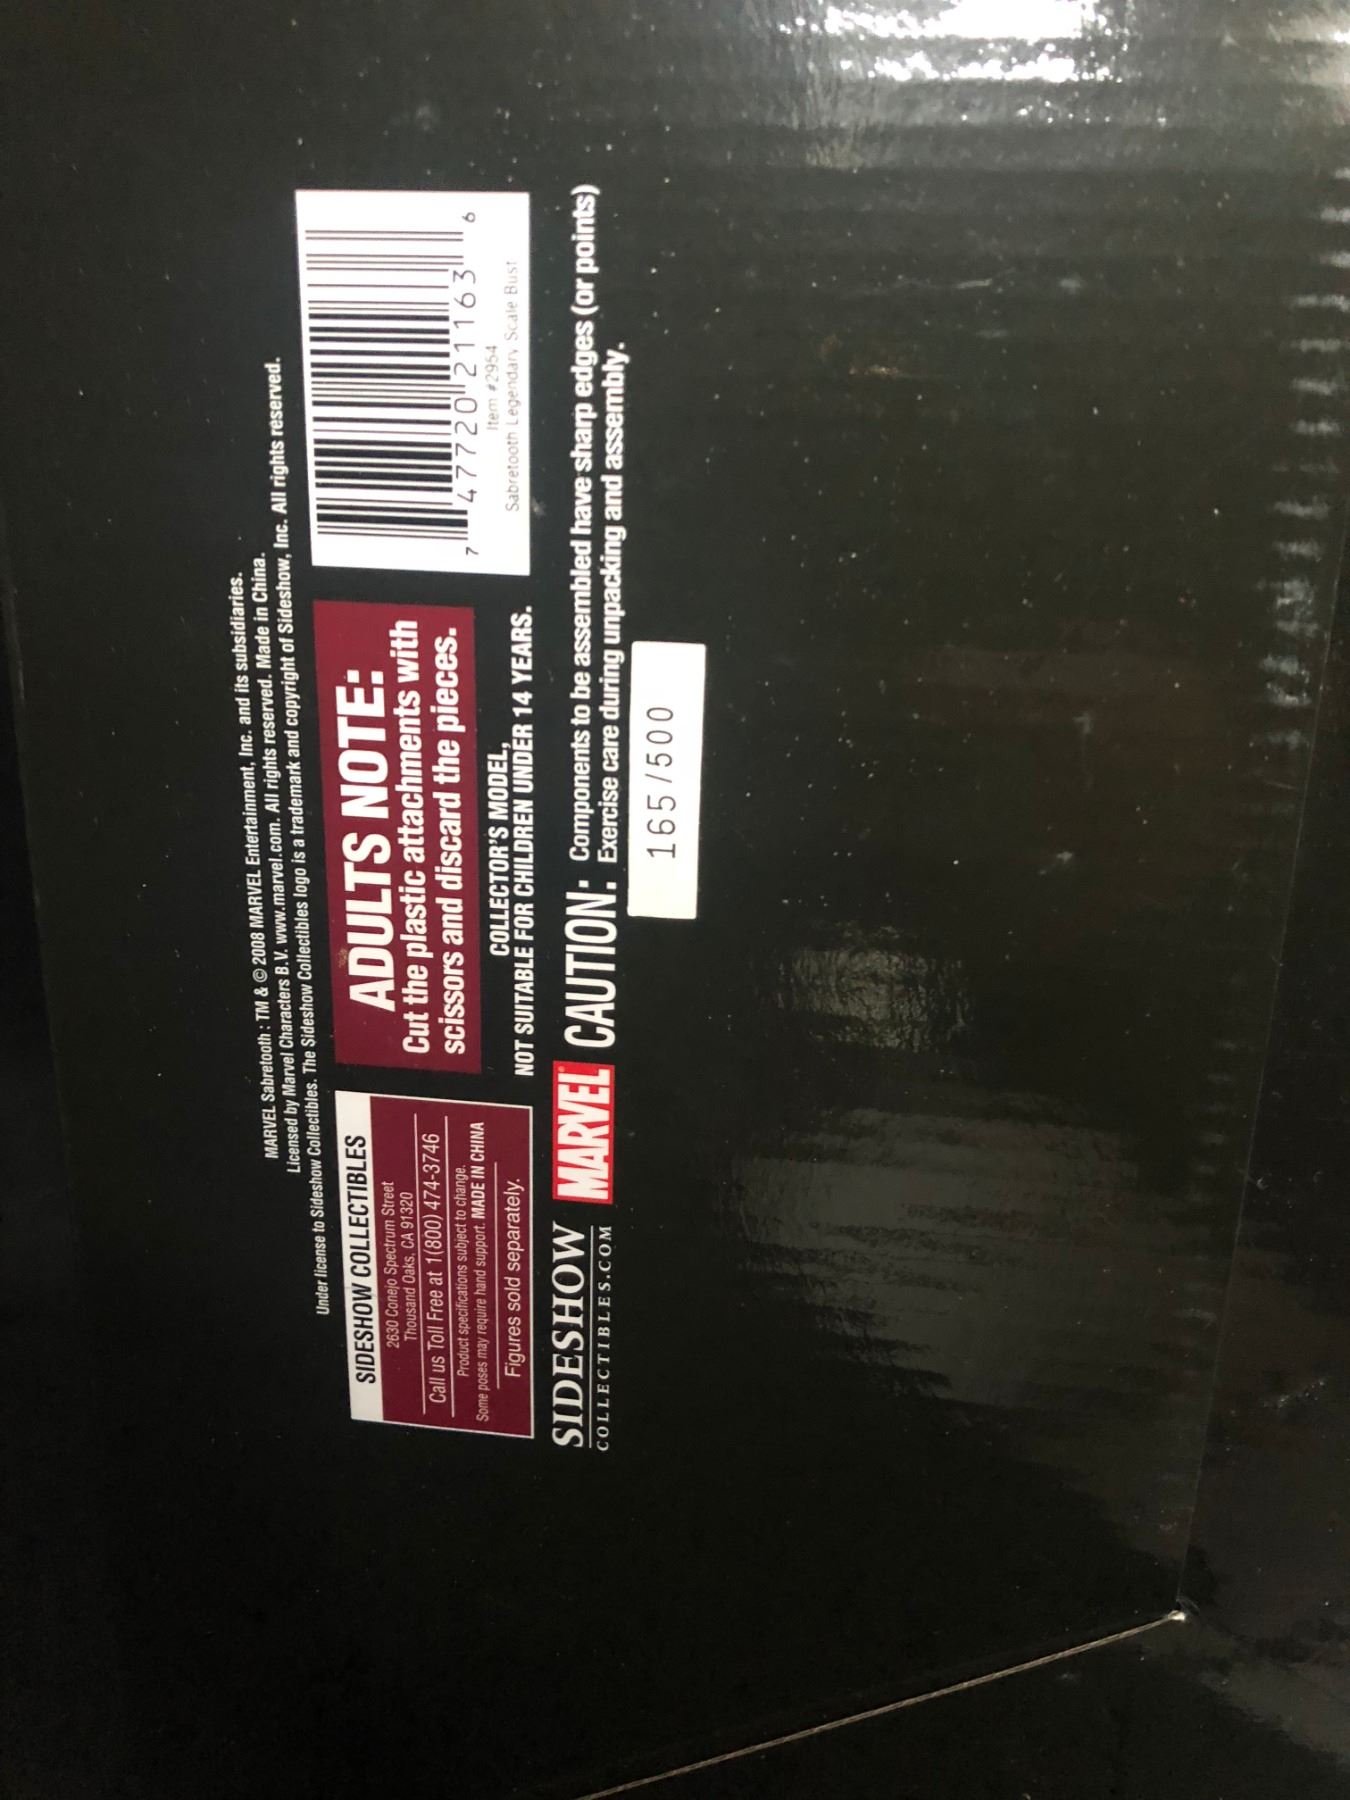 MARVEL Sabretooth : TM & © 2008 MARVEL Entertainment, Inc. and its subsidiaries.
Licensed by Marvel Characters B.V. www.marvel.com. All rights reserved. Made in China.
Under license to Sideshow Collectibles. The Sideshow Collectibles logo is a trademark and copyright of Sideshow, Inc. All rights reserved.
SIDESHOW COLLECTIBLES
2630 Conejo Spectrum Street
Thousand Oaks, CA 91320
Call us Toll Free at 1(800) 474-3746
Product specifications subject to change.
Some poses may require hand support. MADE IN CHINA
Figures sold separately.
ADULTS NOTE:
Cut the plastic attachments with
scissors and discard the pieces.
COLLECTOR'S MODEL,
NOT SUITABLE FOR CHILDREN UNDER 14 YEARS.
7 47720 21163 6
Item #2954
Sabretooth Legendary Scale Bust
SIDESHOW
COLLECTIBLES.COM
MARVEL
CAUTION: Components to be assembled have sharp edges (or points)
Exercise care during unpacking and assembly.
165/500